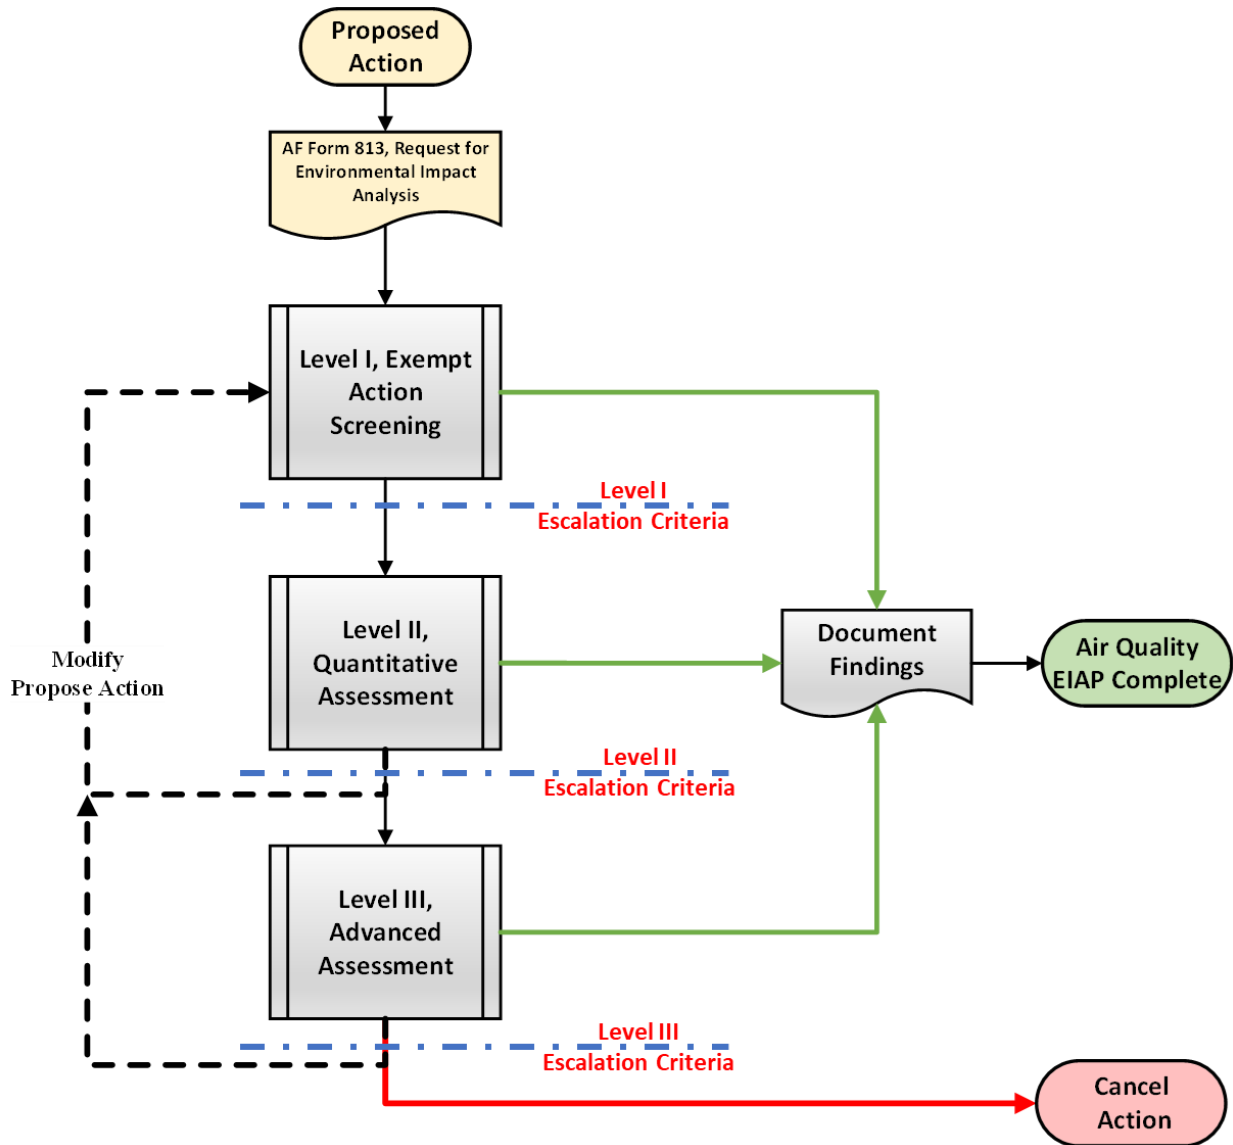 Proposed
Action
AF Form 813, Request for
Environmental Impact
Analysis
Level I, Exempt
Action
Screening
Level I
Escalation Criteria
Level II,
Quantitative
Assessment
Document
Findings
Air Quality
EIAP Complete
Modify
Propose Action
Level II
Escalation Criteria
Level III,
Advanced
Assessment
Level III
Escalation Criteria
Cancel
Action